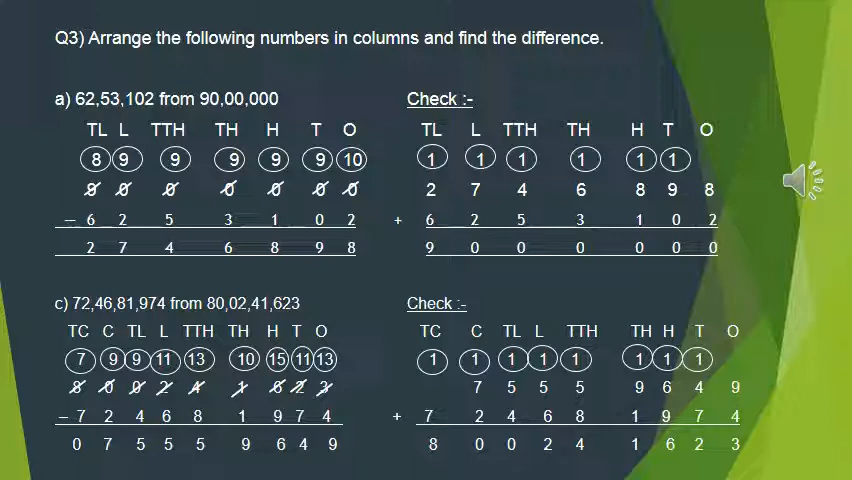 Q3) Arrange the following numbers in columns and find the difference.
a) 62,53,102 from 90,00,000
TL L TTH TH H T O
8 9 9 9 9 9 10
9 0 0 0 0 0 0
– 6 2 5 3 1 0 2
2 7 4 6 8 9 8
Check :-
TL L TTH TH H T O
1 1 1 1 1 1
2 7 4 6 8 9 8
+ 6 2 5 3 1 0 2
9 0 0 0 0 0 0
c) 72,46,81,974 from 80,02,41,623
TC C TL L TTH TH H T O
7 9 9 11 13 10 15 11 13
8 0 0 2 4 1 6 2 3
– 7 2 4 6 8 1 9 7 4
0 7 5 5 5 9 6 4 9
Check :-
TC C TL L TTH TH H T O
1 1 1 1 1 1 1 1
7 5 5 5 9 6 4 9
+ 7 2 4 6 8 1 9 7 4
8 0 0 2 4 1 6 2 3